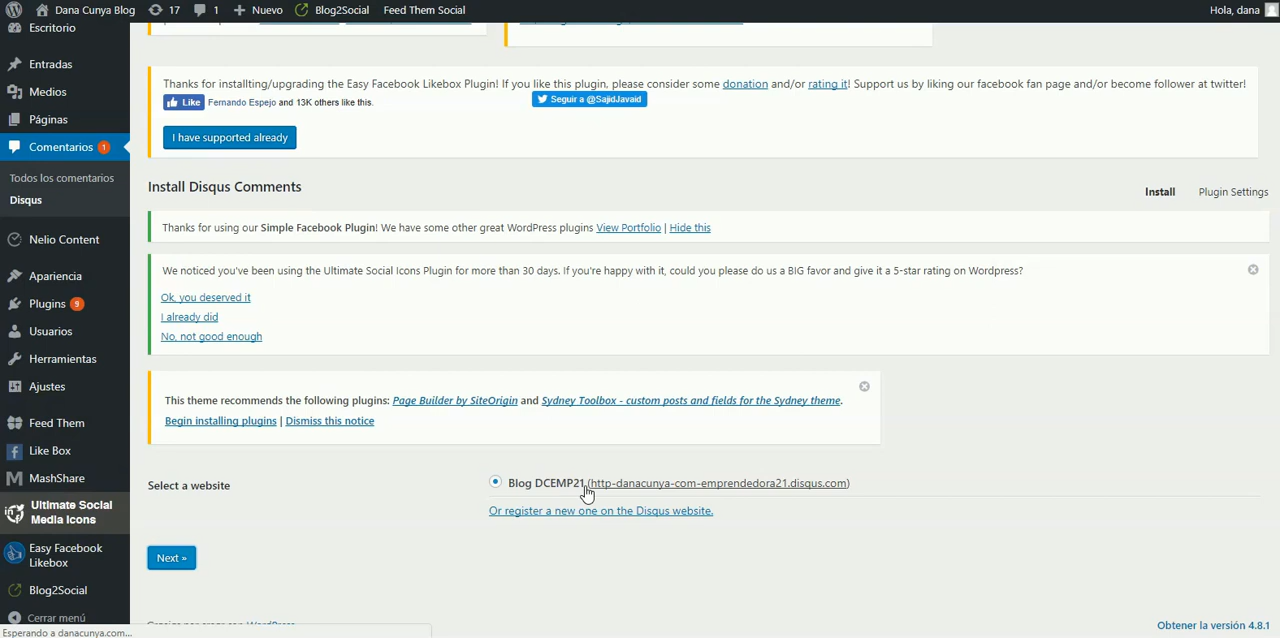 Dana Cunya Blog 17 1 Nuevo Blog2Social Feed Them Social Hola, dana
Escritorio
Entradas
Medios
Páginas
Comentarios 1
Todos los comentarios
Disqus
Nelio Content
Apariencia
Plugins 9
Usuarios
Herramientas
Ajustes
Feed Them
Like Box
MashShare
Ultimate Social
Media Icons
Easy Facebook
Likebox
Blog2Social
Cerrar menú
Esperando a danacunya.com...
Thanks for installting/upgrading the Easy Facebook Likebox Plugin! If you like this plugin, please consider some donation and/or rating it! Support us by liking our facebook fan page and/or become follower at twitter!
Like Fernando Espejo and 13K others like this. Seguir a @SajidJavaid
I have supported already
Install Disqus Comments
Install Plugin Settings
Thanks for using our Simple Facebook Plugin! We have some other great WordPress plugins View Portfolio | Hide this
We noticed you've been using the Ultimate Social Icons Plugin for more than 30 days. If you're happy with it, could you please do us a BIG favor and give it a 5-star rating on Wordpress?
Ok, you deserved it
I already did
No, not good enough
This theme recommends the following plugins: Page Builder by SiteOrigin and Sydney Toolbox - custom posts and fields for the Sydney theme.
Begin installing plugins | Dismiss this notice
Select a website
Blog DCEMP21 (http-danacunya-com-emprendedora21.disqus.com)
Or register a new one on the Disqus website.
Next »
Obtener la versión 4.8.1